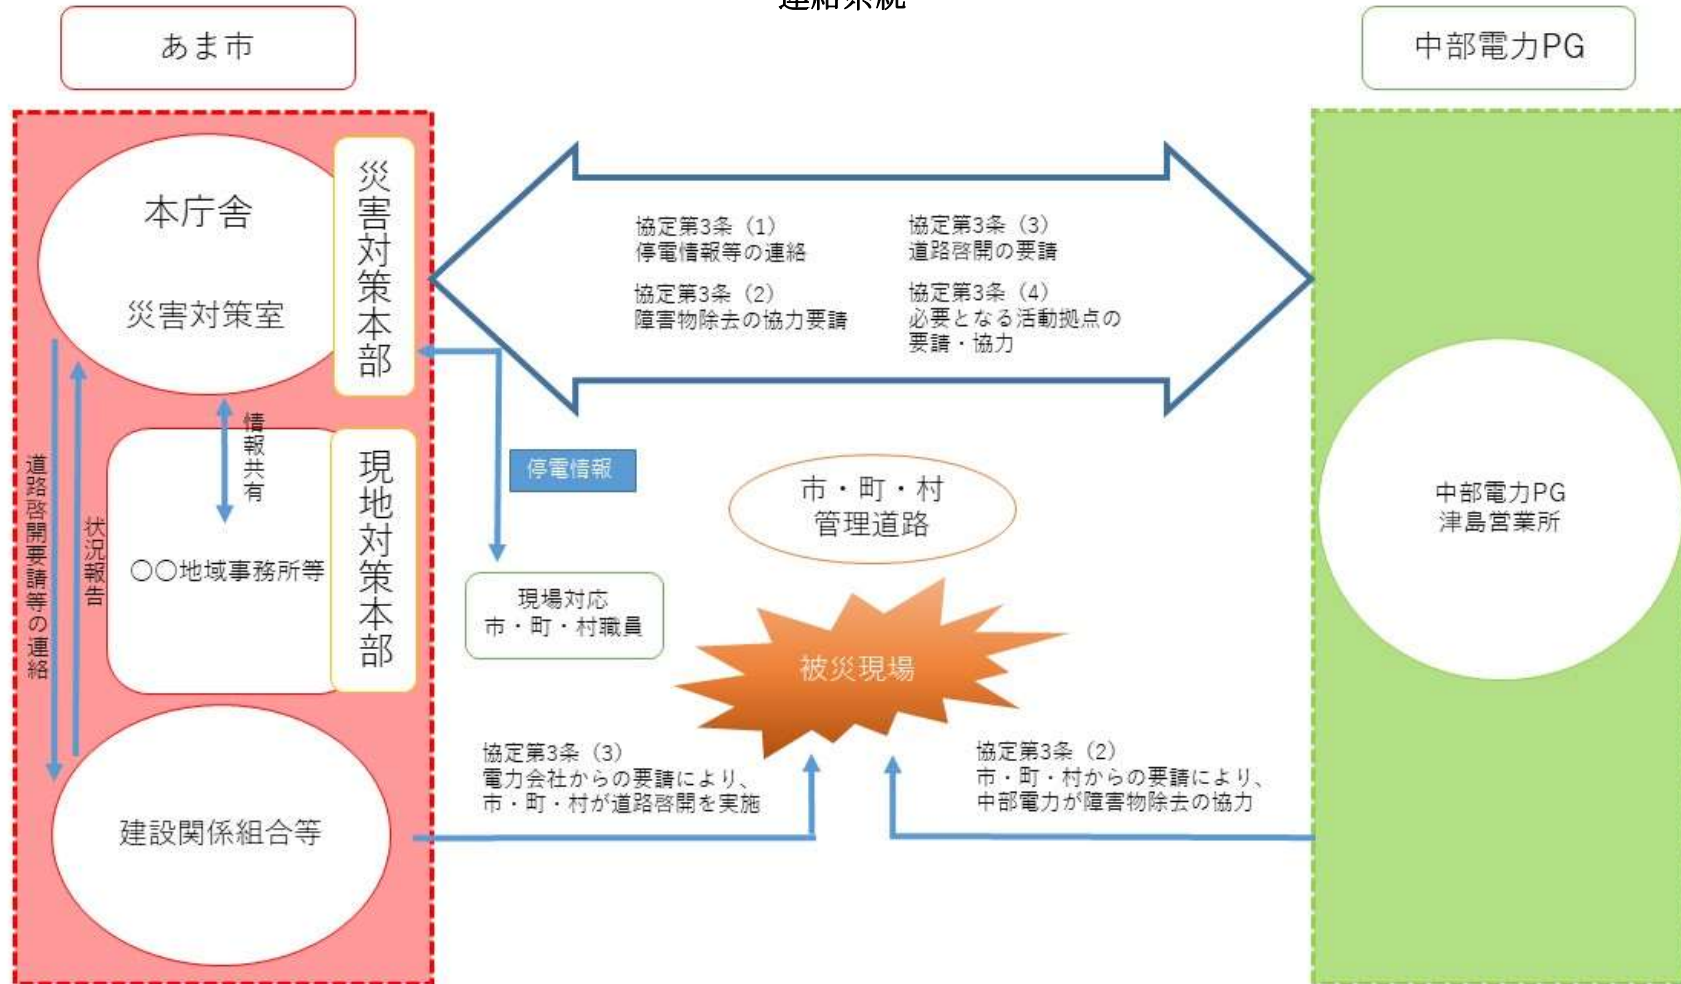 連絡系統
あま市
中部電力PG
本庁舎
災害対策室
災害対策本部
協定第3条（1）
停電情報等の連絡
協定第3条（2）
障害物除去の協力要請
協定第3条（3）
道路啓開の要請
協定第3条（4）
必要となる活動拠点の
要請・協力
情報共有
道路啓開要請等の連絡
状況報告
〇〇地域事務所等
現地対策本部
停電情報
市・町・村
管理道路
現場対応
市・町・村職員
被災現場
中部電力PG
津島営業所
協定第3条（3）
電力会社からの要請により、
市・町・村が道路啓開を実施
協定第3条（2）
市・町・村からの要請により、
中部電力が障害物除去の協力
建設関係組合等